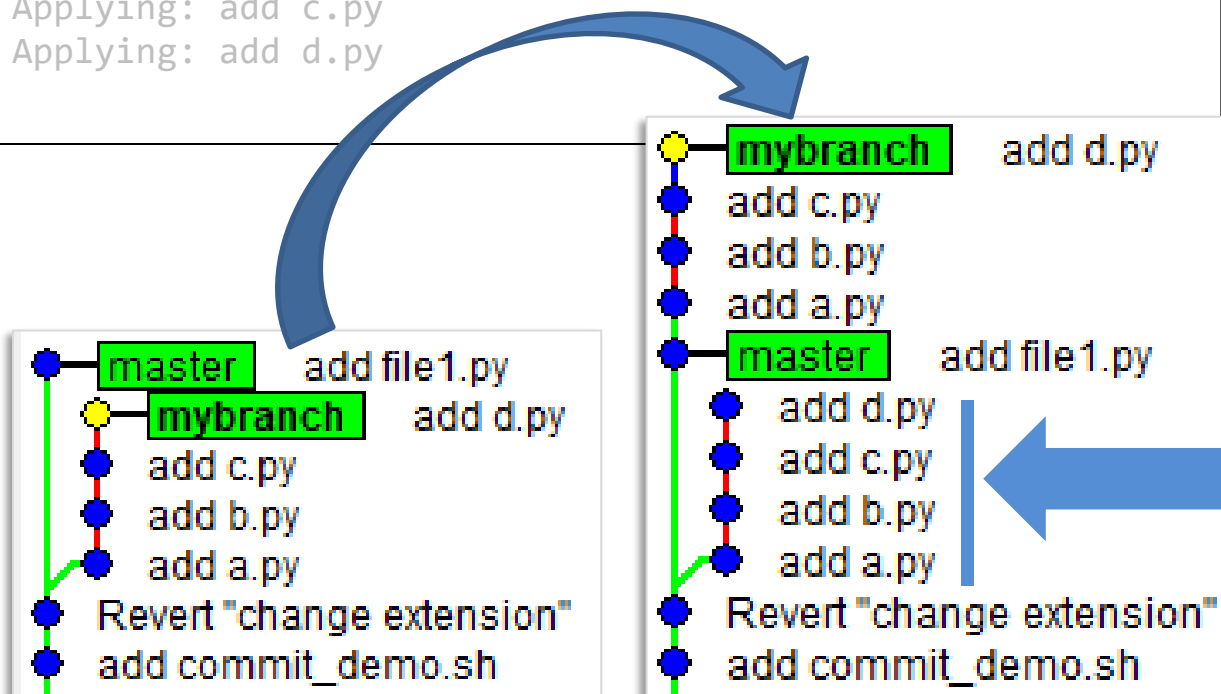 Applying: add c.py
Applying: add d.py
master add file1.py
mybranch add d.py
add c.py
add b.py
add a.py
Revert "change extension"
add commit_demo.sh
mybranch add d.py
add c.py
add b.py
add a.py
master add file1.py
add d.py
add c.py
add b.py
add a.py
Revert "change extension"
add commit_demo.sh